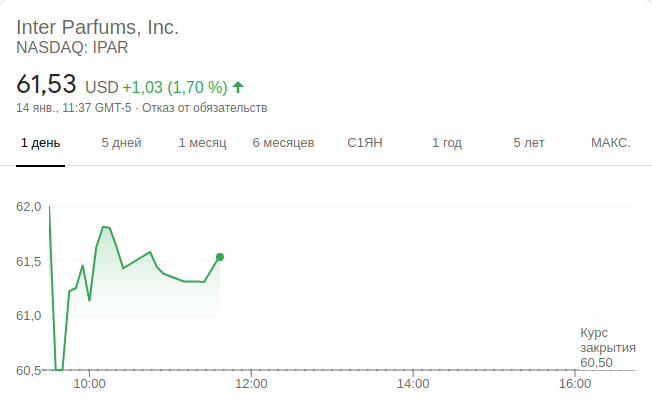 Inter Parfums, Inc.
NASDAQ: IPAR
61,53 USD +1,03 (1,70 %)
14 янв., 11:37 GMT-5 · Отказ от обязательств
1 день 5 дней 1 месяц 6 месяцев С1ЯН 1 год 5 лет МАКС.
62,0
61,5
61,0
Курс
закрытия
60,50
60,5
10:00 12:00 14:00 16:00